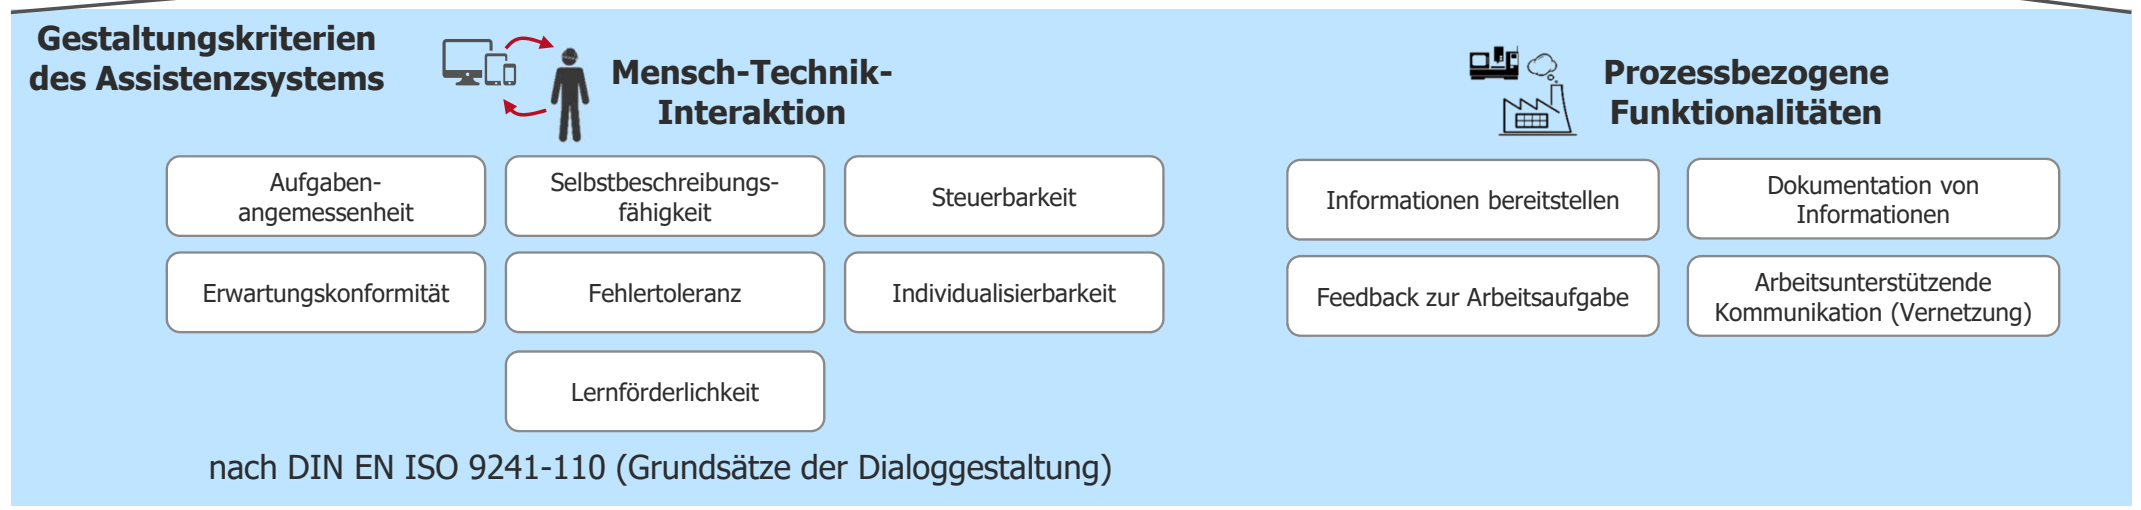 Gestaltungskriterien
des Assistenzsystems
Mensch-Technik-
Interaktion
Aufgaben-
angemessenheit
Selbstbeschreibungs-
fähigkeit
Steuerbarkeit
Erwartungskonformität
Fehlertoleranz
Individualisierbarkeit
Lernförderlichkeit
nach DIN EN ISO 9241-110 (Grundsätze der Dialoggestaltung)
Prozessbezogene
Funktionalitäten
Informationen bereitstellen
Dokumentation von
Informationen
Feedback zur Arbeitsaufgabe
Arbeitsunterstützende
Kommunikation (Vernetzung)